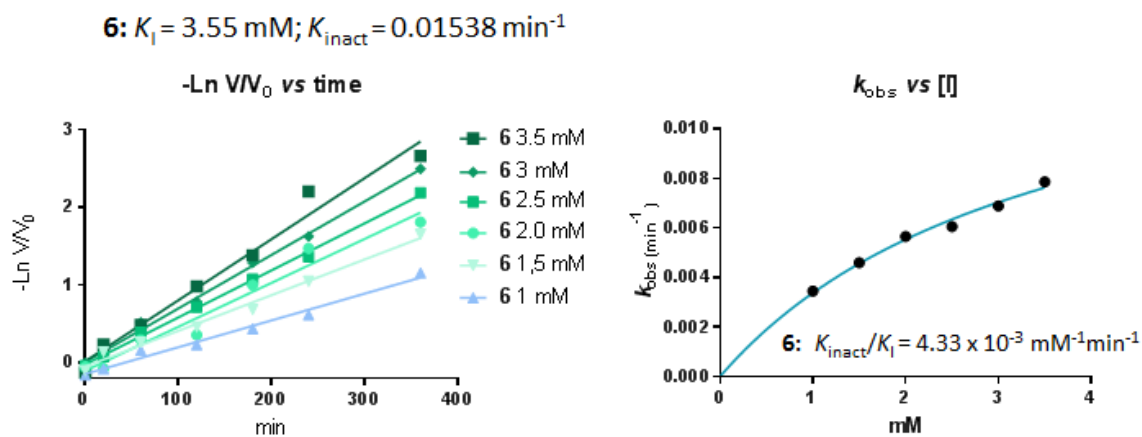 6: KI = 3.55 mM; Kinact = 0.01538 min-1
-Ln V/V0 vs time
3
2
1
0
0 100 200 300 400
-Ln V/V0
min
6 3.5 mM
6 3 mM
6 2.5 mM
6 2.0 mM
6 1,5 mM
6 1 mM
kobs vs [I]
0.010
0.008
0.006
0.004
0.002
0.000
0 1 2 3 4
kobs (min-1)
mM
6: Kinact/KI = 4.33 x 10-3 mM-1min-1